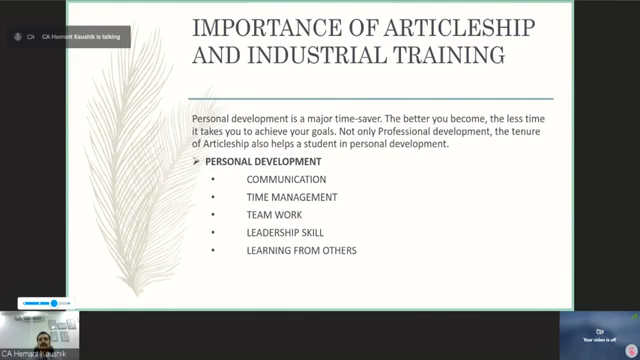 CA Hemant Kaushik is talking
IMPORTANCE OF ARTICLESHIP
AND INDUSTRIAL TRAINING
Personal development is a major time-saver. The better you become, the less time
it takes you to achieve your goals. Not only Professional development, the tenure
of Articleship also helps a student in personal development.
➢ PERSONAL DEVELOPMENT
• COMMUNICATION
• TIME MANAGEMENT
• TEAM WORK
• LEADERSHIP SKILL
• LEARNING FROM OTHERS
CA Hemant Kaushik
Your video is off